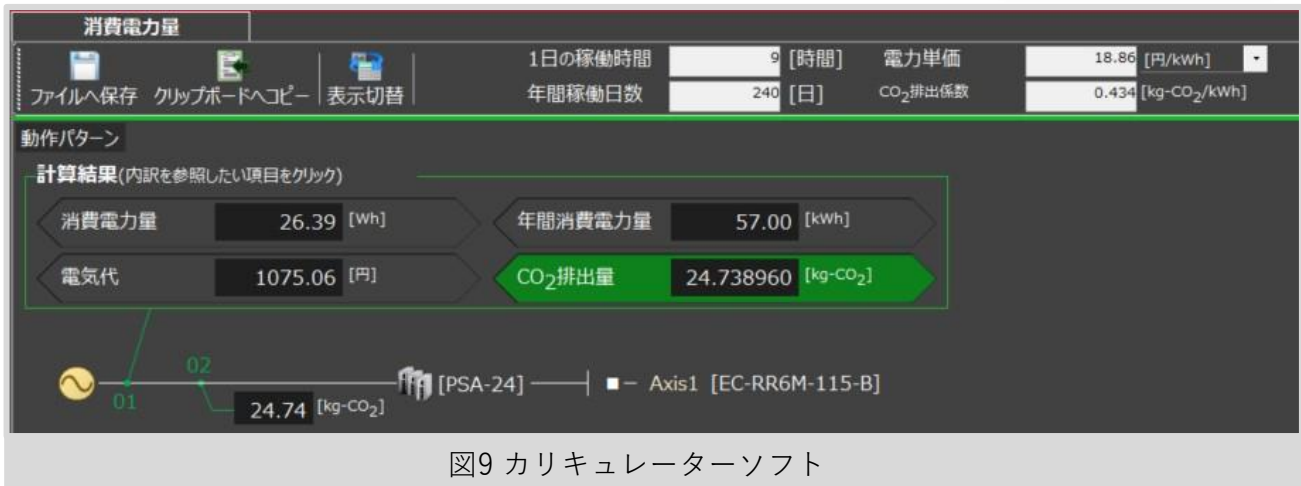 消費電力量
1日の稼働時間 9 [時間] 電力単価 18.86 [円/kWh]
ファイルへ保存 クリップボードへコピー 表示切替 年間稼働日数 240 [日] CO₂排出係数 0.434 [kg-CO₂/kWh]
動作パターン
計算結果(内訳を参照したい項目をクリック)
消費電力量 26.39 [Wh] 年間消費電力量 57.00 [kWh]
電気代 1075.06 [円] CO₂排出量 24.738960 [kg-CO₂]
02
[PSA-24] Axis1 [EC-RR6M-115-B]
01
24.74 [kg-CO₂]
図9 カリキュレーターソフト